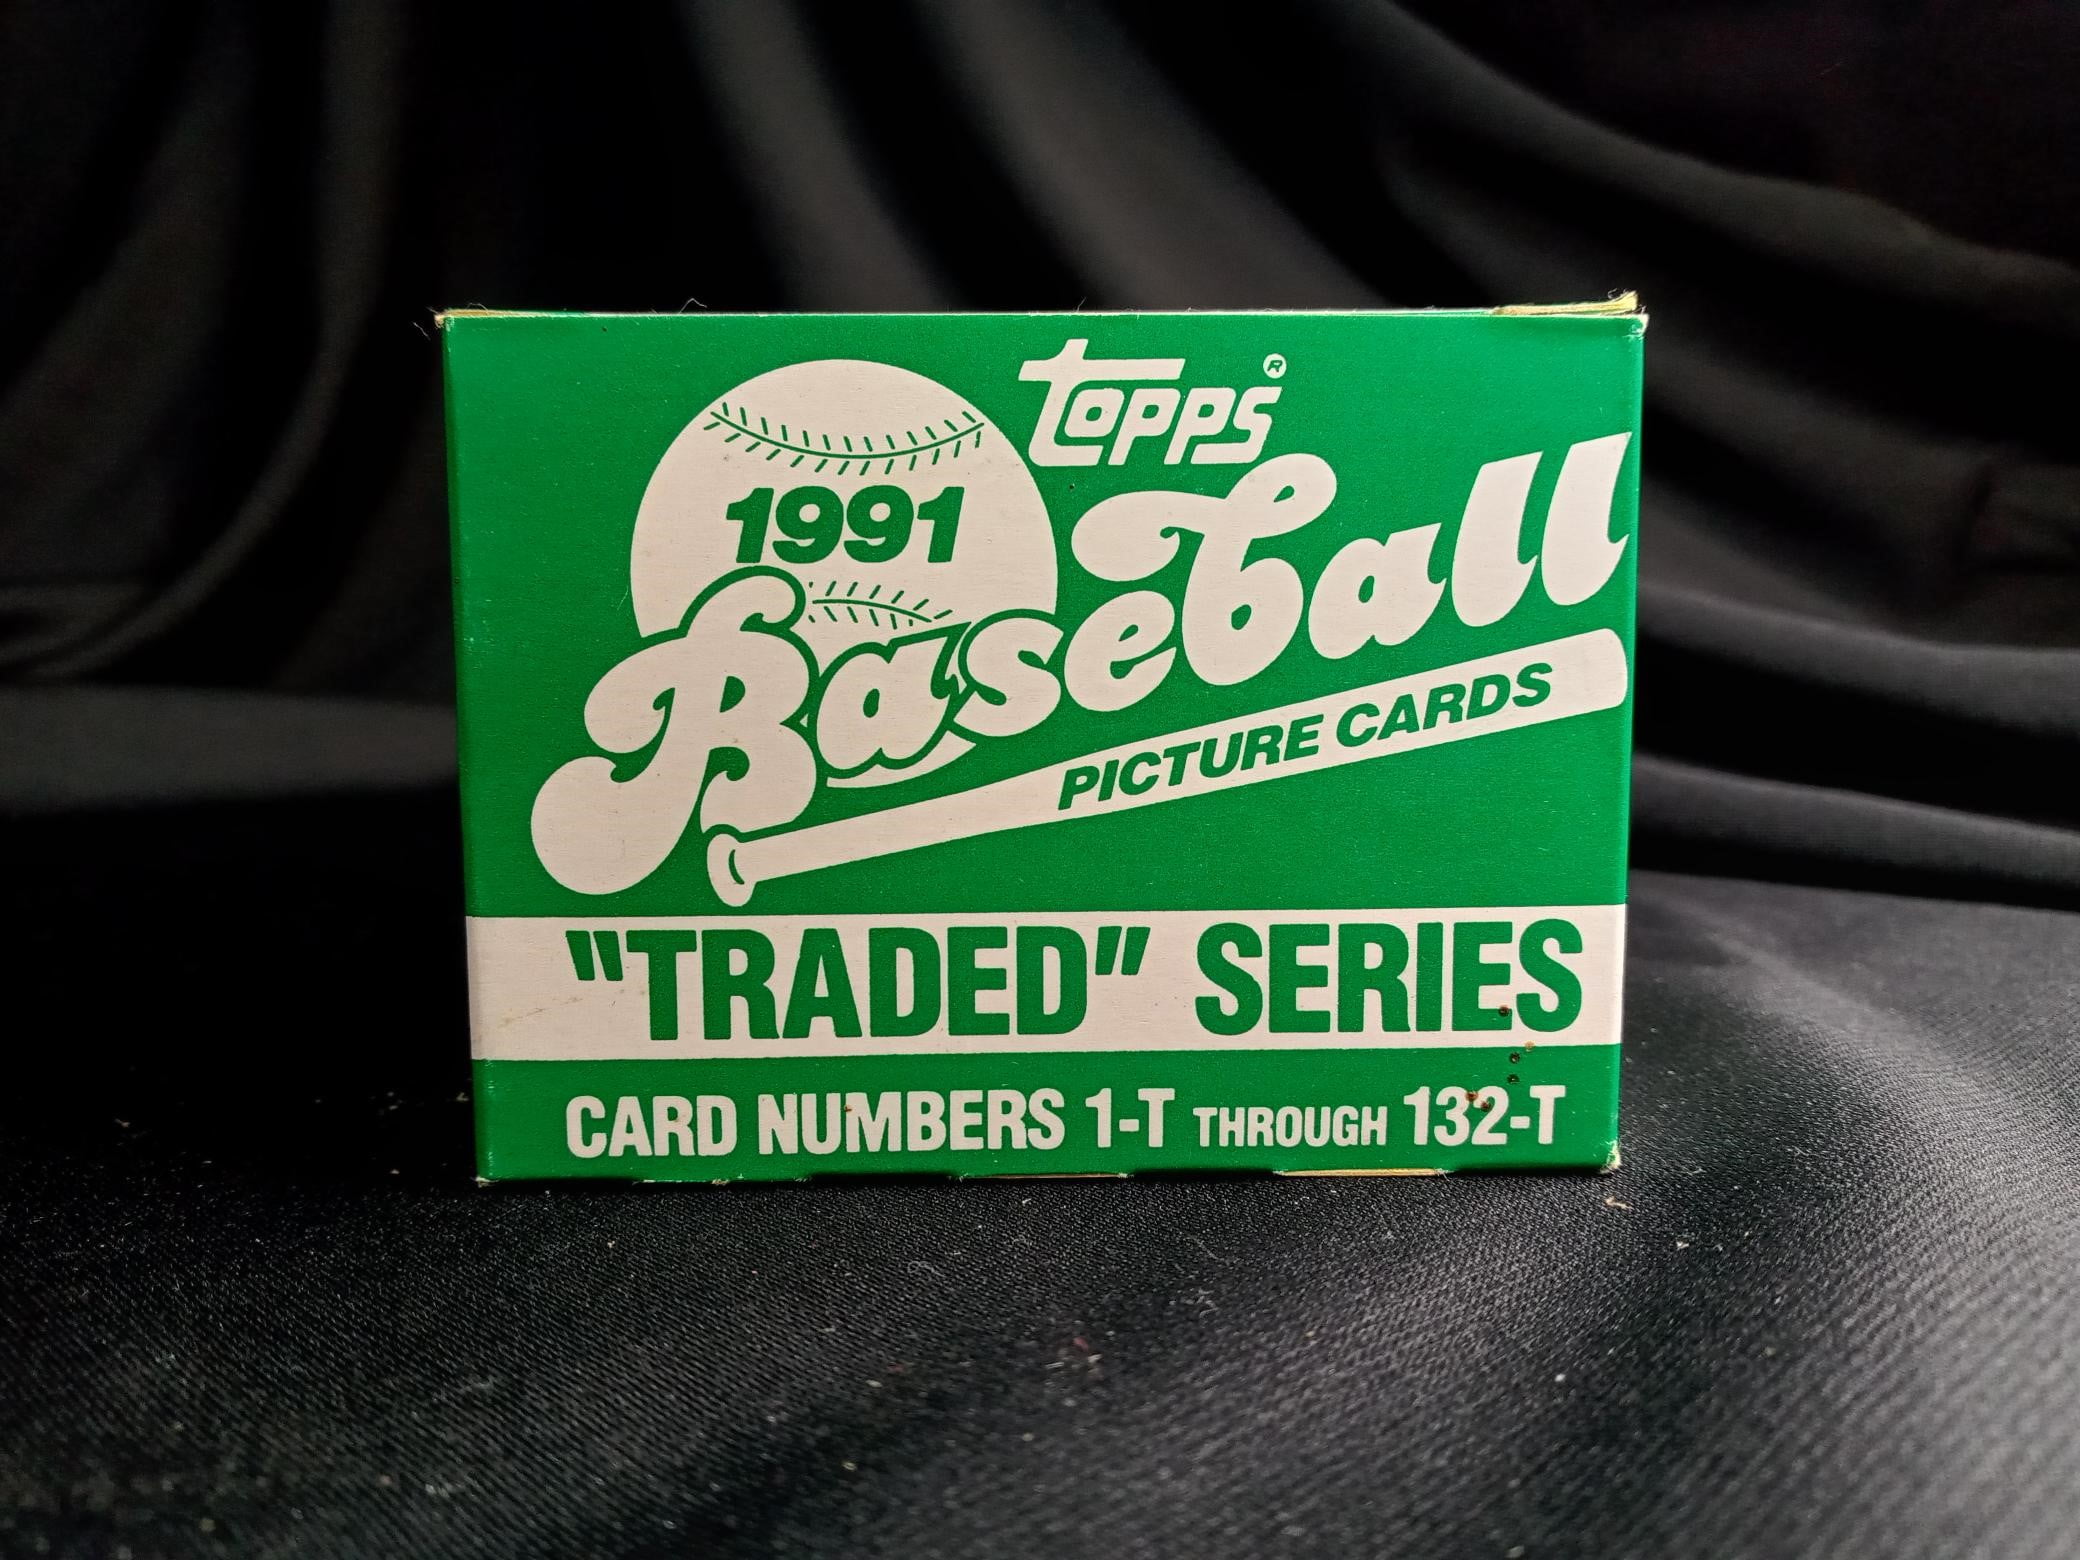 topps®
1991
Baseball
PICTURE CARDS
"TRADED" SERIES
CARD NUMBERS 1-T THROUGH 132-T